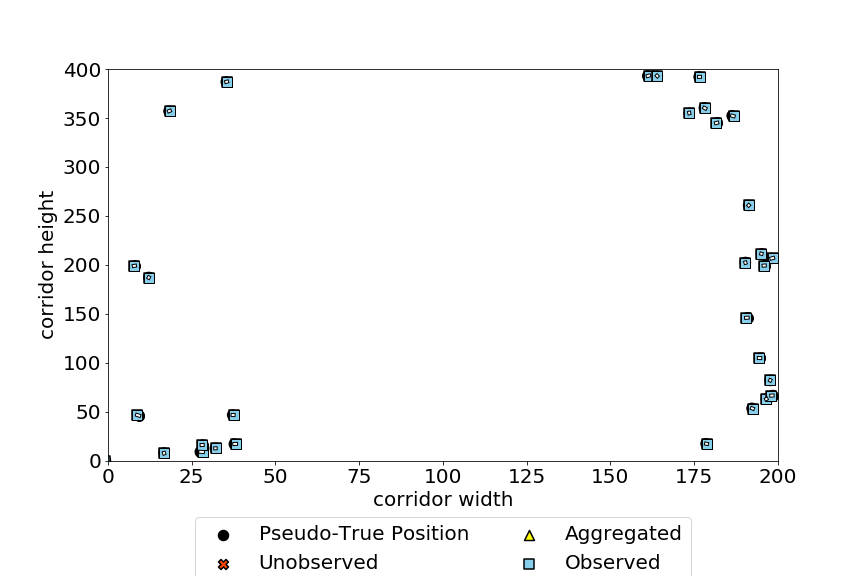 400
350
300
250
200
150
100
50
0
corridor height
0 25 50 75 100 125 150 175 200
corridor width
Pseudo-True Position Aggregated
Unobserved Observed